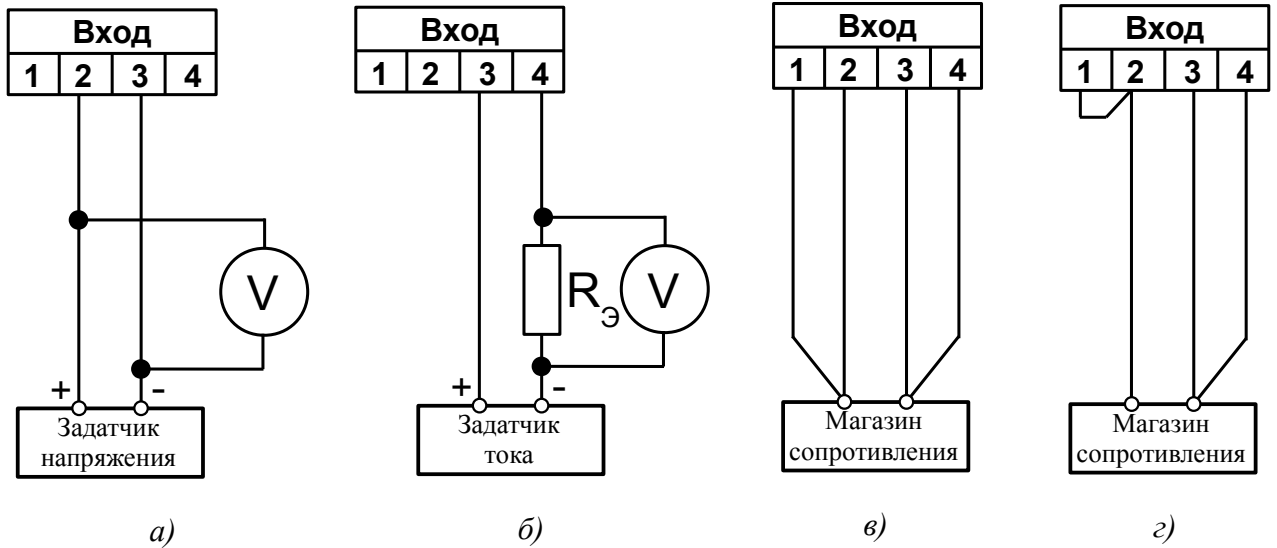 Вход
1 2 3 4
V
+ -
Задатчик
напряжения
а)
Вход
1 2 3 4
RЭ V
+ -
Задатчик
тока
б)
Вход
1 2 3 4
Магазин
сопротивления
в)
Вход
1 2 3 4
Магазин
сопротивления
г)